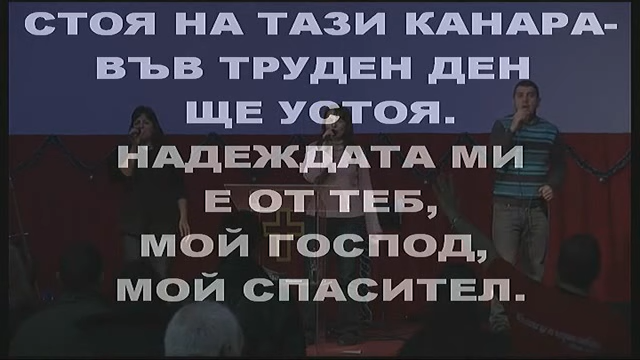 СТОЯ НА ТАЗИ КАНАРА-
ВЪВ ТРУДЕН ДЕН
ЩЕ УСТОЯ.
НАДЕЖДАТА МИ
Е ОТ ТЕБ,
МОЙ ГОСПОД,
МОЙ СПАСИТЕЛ.